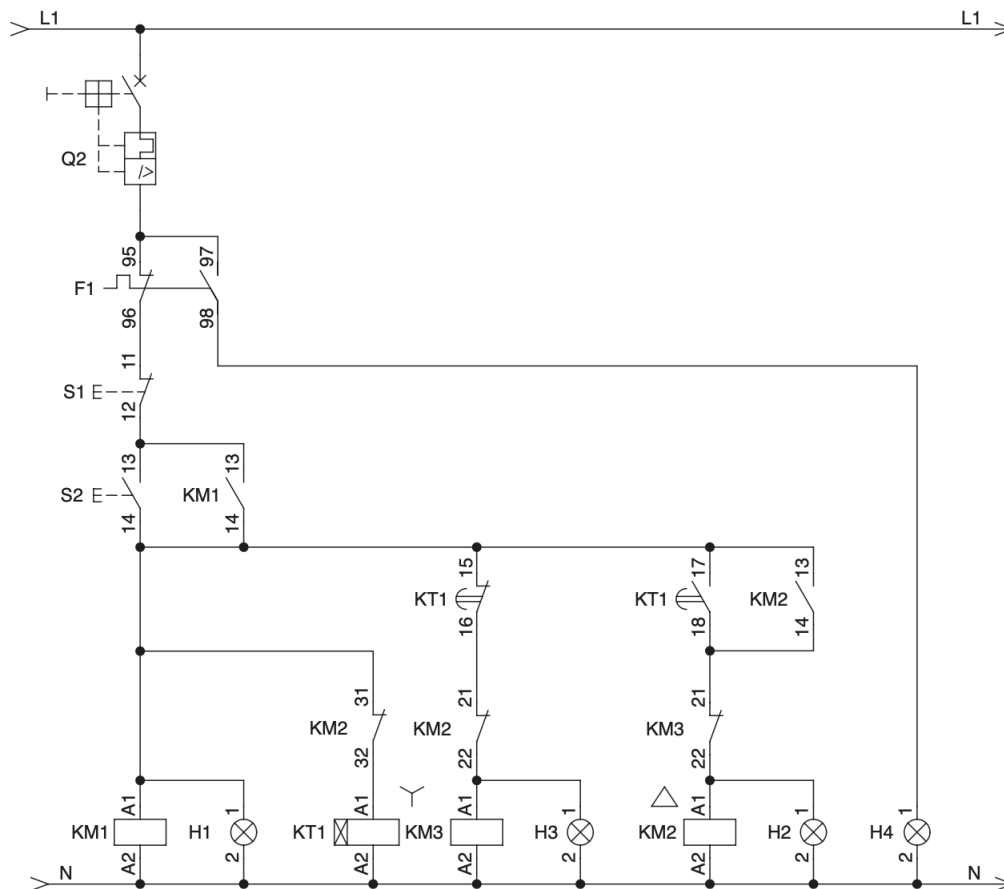 L1 L1
Q2
95 97
F1
96 98
11
S1
12
13 13
S2 KM1
14 14
15 17 13
KT1 KT1 KM2
16 18 14
31 21 21
KM2 KM2 KM3
32 22 22
A1 1 A1 A1 1 A1 1 1
KM1 H1 KT1 KM3 H3 KM2 H2 H4
A2 2 A2 A2 2 A2 2 2
N N